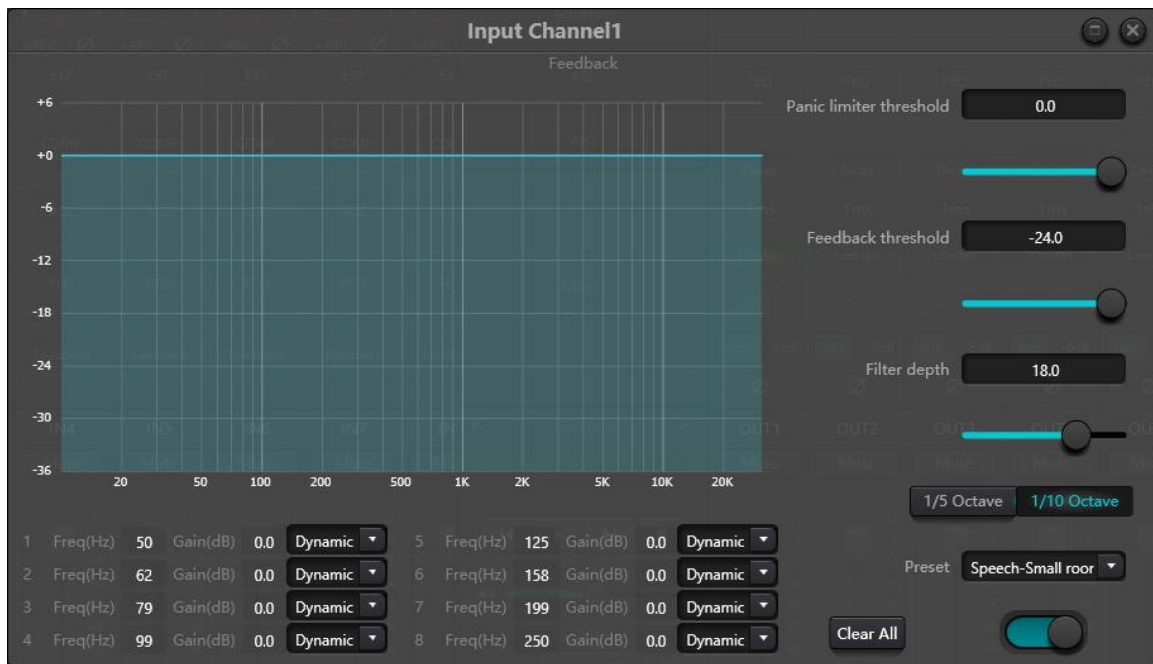 Input Channel1
Feedback
+6
+0
-6
-12
-18
-24
-30
-36
20 50 100 200 500 1K 2K 5K 10K 20K
Panic limiter threshold 0.0
Feedback threshold -24.0
Filter depth 18.0
1/5 Octave 1/10 Octave
Preset Speech-Small roor
Clear All
1 Freq(Hz) 50 Gain(dB) 0.0 Dynamic 5 Freq(Hz) 125 Gain(dB) 0.0 Dynamic
2 Freq(Hz) 62 Gain(dB) 0.0 Dynamic 6 Freq(Hz) 158 Gain(dB) 0.0 Dynamic
3 Freq(Hz) 79 Gain(dB) 0.0 Dynamic 7 Freq(Hz) 199 Gain(dB) 0.0 Dynamic
4 Freq(Hz) 99 Gain(dB) 0.0 Dynamic 8 Freq(Hz) 250 Gain(dB) 0.0 Dynamic